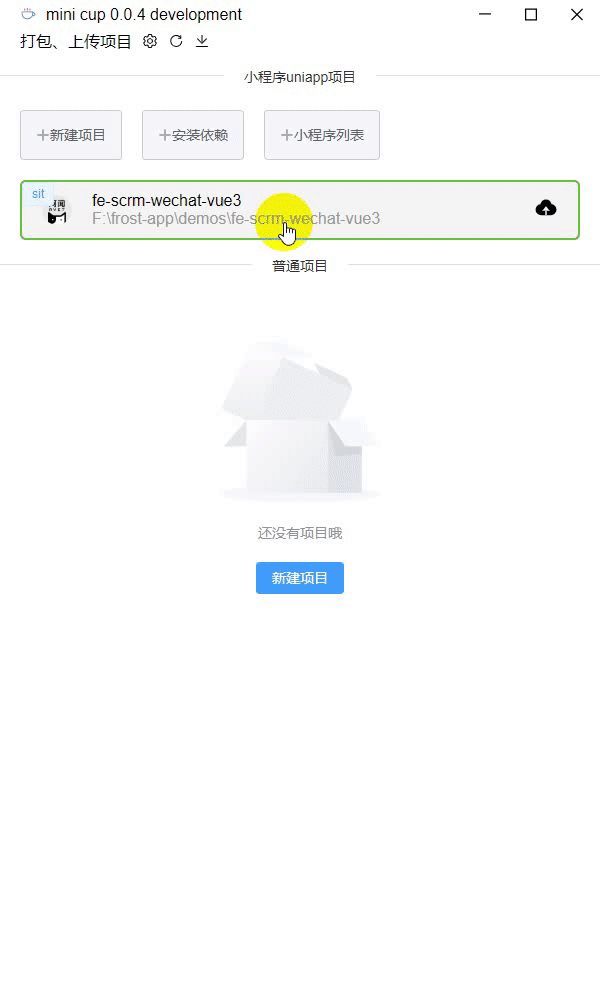 mini cup 0.0.4 development
打包、上传项目
小程序uniapp项目
+新建项目 +安装依赖 +小程序列表
sit
fe-scrm-wechat-vue3
F:\frost-app\demos\fe-scrm-wechat-vue3
普通项目
还没有项目哦
新建项目